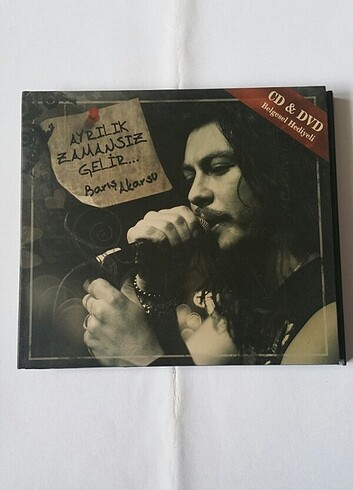 AYRILIK
ZAMANSIZ
GELİR...
Barış Akarsu
CD & DVD
Belgesel Hediyeli